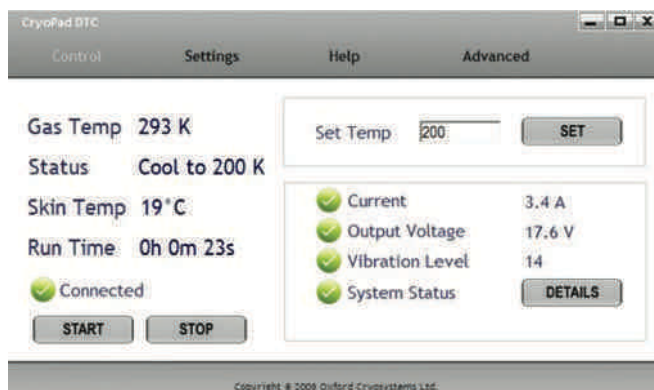 CryoPad DTC
Control Settings Help Advanced
Gas Temp 293 K
Status Cool to 200 K
Skin Temp 19°C
Run Time 0h 0m 23s
Connected
START STOP
Set Temp 200 SET
Current 3.4 A
Output Voltage 17.6 V
Vibration Level 14
System Status DETAILS
Copyright © 2008 Oxford Cryosystems Ltd.